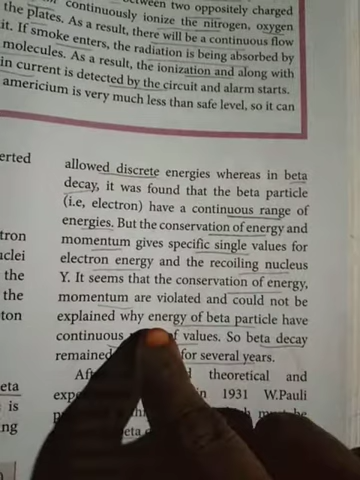 between two oppositely charged
continuously ionize the nitrogen, oxygen
the plates. As a result, there will be a continuous flow
it. If smoke enters, the radiation is being absorbed by
molecules. As a result, the ionization and along with
in current is detected by the circuit and alarm starts.
americium is very much less than safe level, so it can
erted
tron
uclei
the
the
ton
eta
is
ng
allowed discrete energies whereas in beta
decay, it was found that the beta particle
(i.e, electron) have a continuous range of
energies. But the conservation of energy and
momentum gives specific single values for
electron energy and the recoiling nucleus
Y. It seems that the conservation of energy,
momentum are violated and could not be
explained why energy of beta particle have
continuous of values. So beta decay
remained for several years.
theoretical and
in 1931 W.Pauli
be